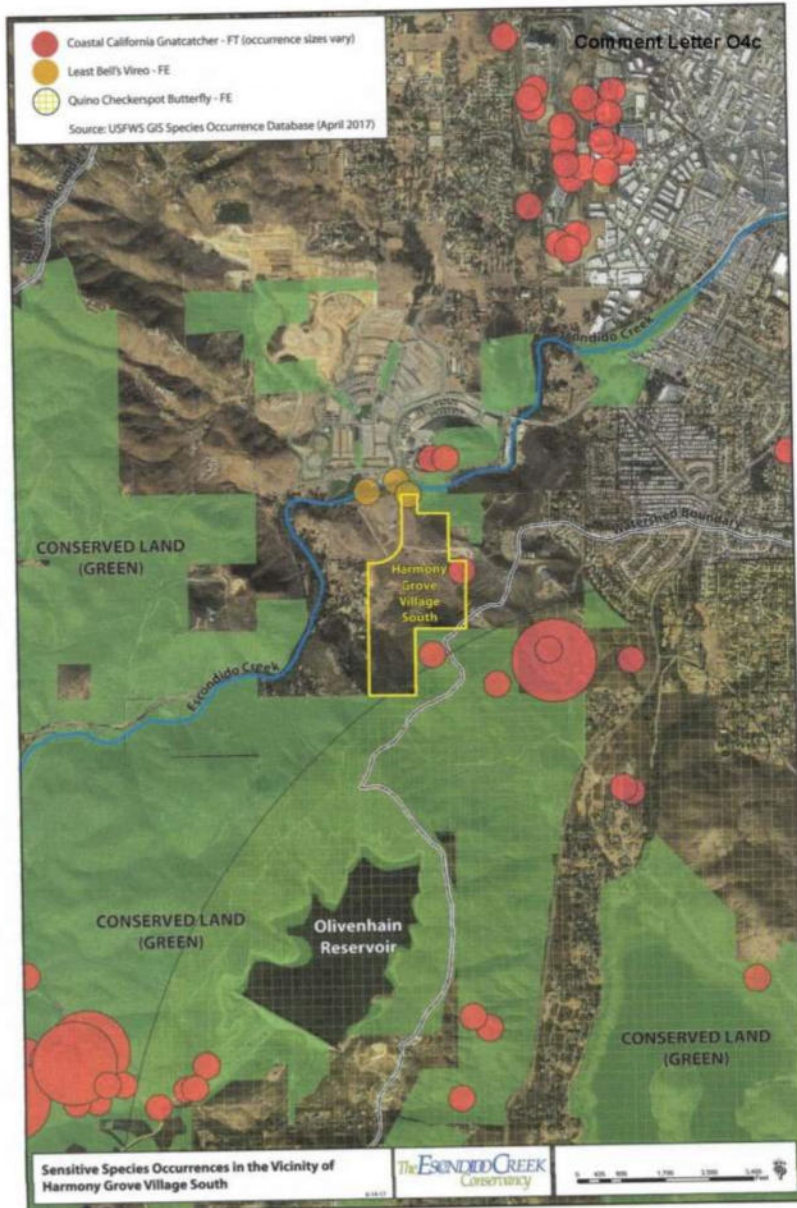 Coastal California Gnatcatcher - FT (occurrence sizes vary)
Comment Letter O4c
Least Bell's Vireo - FE
Quino Checkerspot Butterfly - FE
Source: USFWS GIS Species Occurrence Database (April 2017)
Escondido Creek
Watershed Boundary
CONSERVED LAND
(GREEN)
Harmony
Grove
Village
South
Escondido Creek
CONSERVED LAND
(GREEN)
Olivenhain
Reservoir
CONSERVED LAND
(GREEN)
Sensitive Species Occurrences in the Vicinity of
Harmony Grove Village South
The ESCONDIDO CREEK
Conservancy
Feet